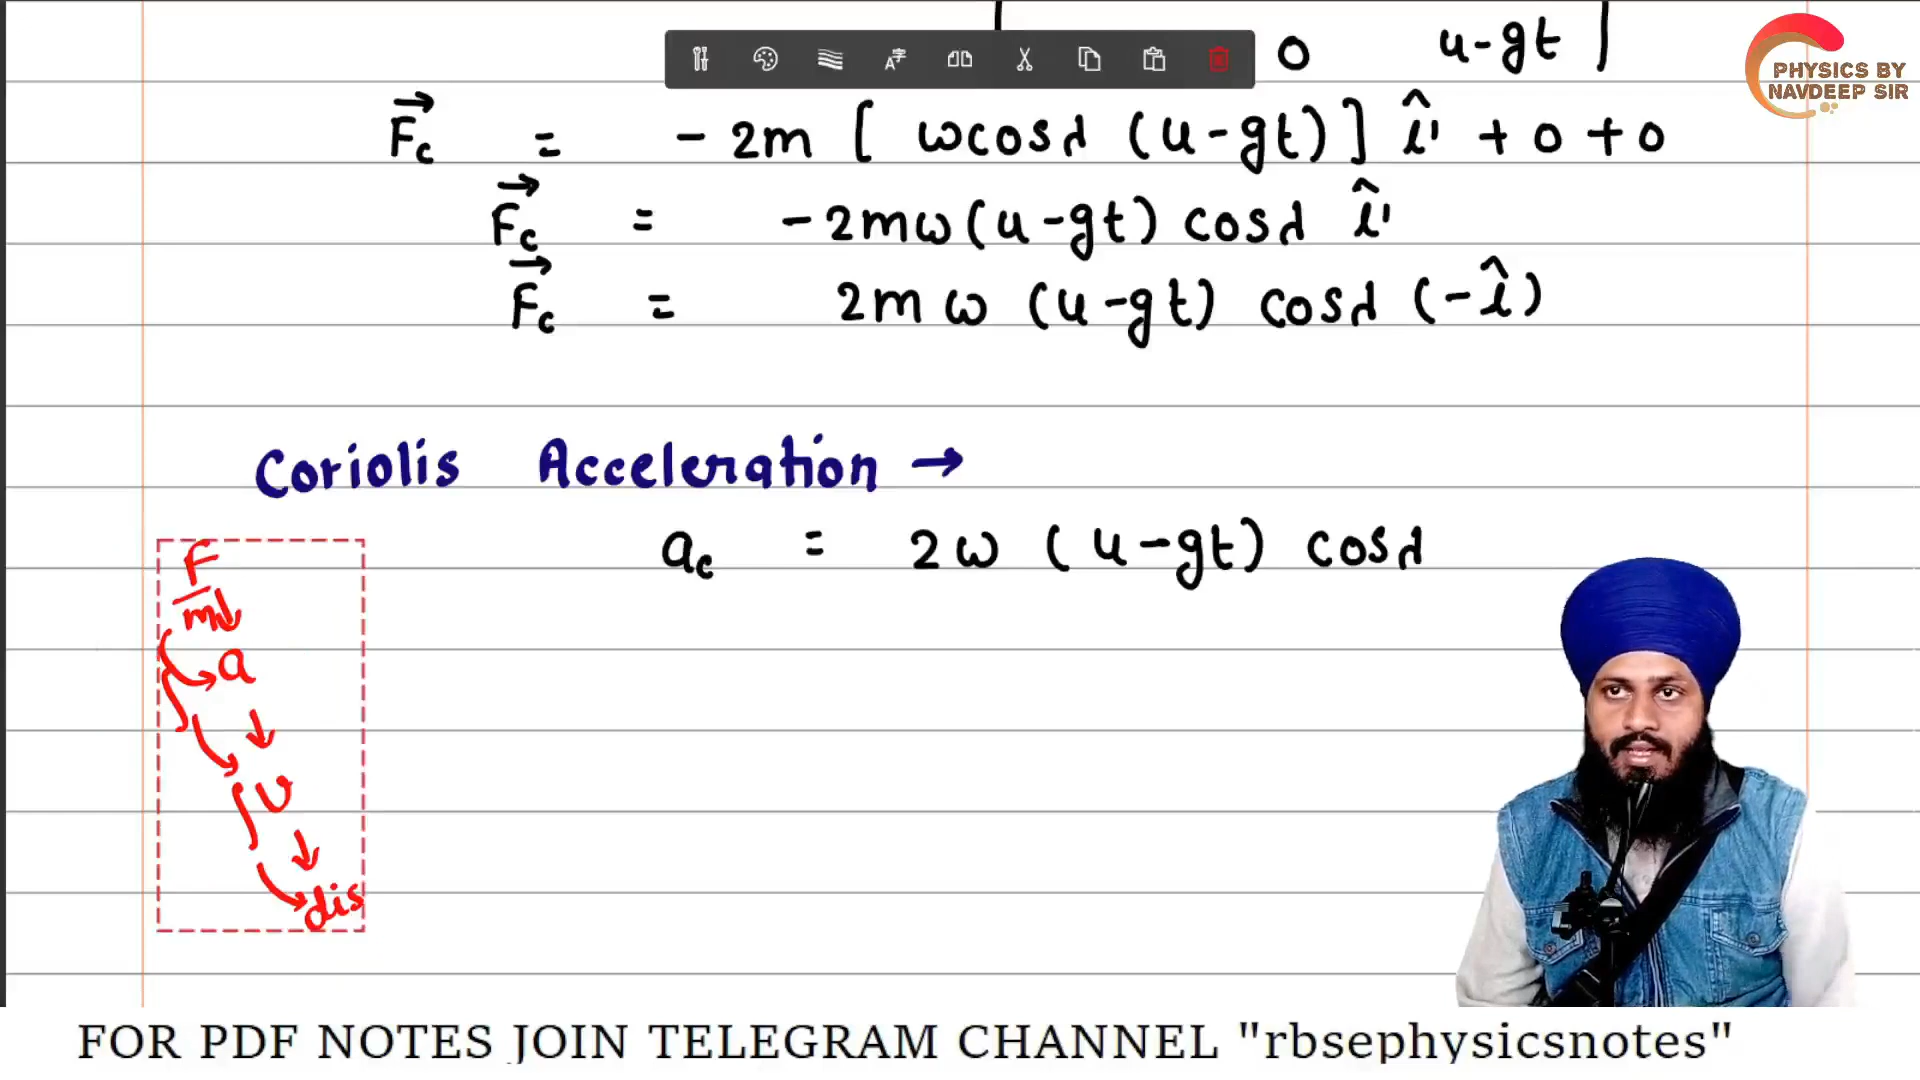 0 u-gt |
PHYSICS BY
NAVDEEP SIR
F⃗c = -2m [ ωcosλ (u-gt) ] î' + 0 + 0
F⃗c = -2mω(u-gt) cosλ î'
F⃗c = 2mω (u-gt) cosλ (-î)
Coriolis Acceleration →
ac = 2ω (u-gt) cosλ
F
m↓
a
↓
∫v
↓
dis
FOR PDF NOTES JOIN TELEGRAM CHANNEL "rbsephysicsnotes"